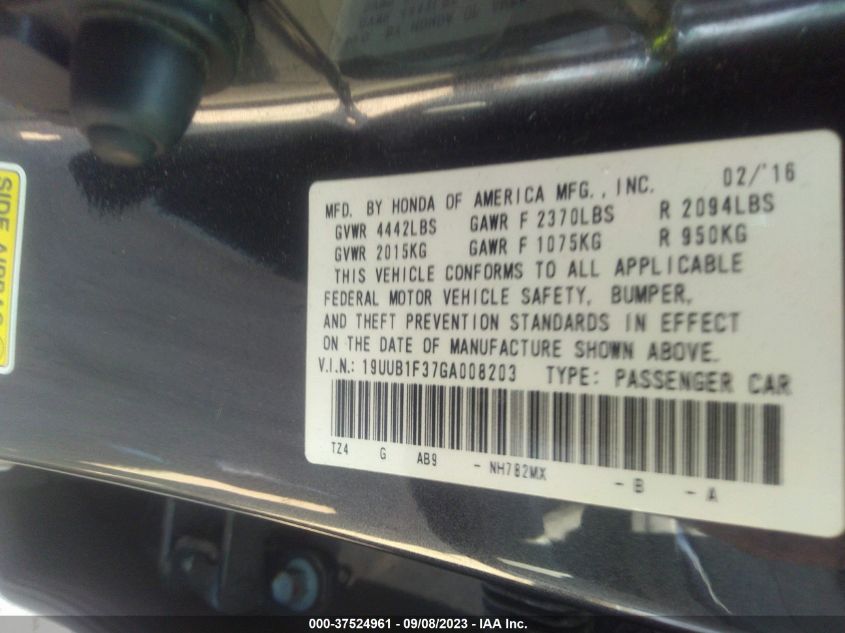 MFD. BY HONDA OF AMERICA MFG., INC. 02/'16
GVWR 4442LBS GAWR F 2370LBS R 2094LBS
GVWR 2015KG GAWR F 1075KG R 950KG
THIS VEHICLE CONFORMS TO ALL APPLICABLE
FEDERAL MOTOR VEHICLE SAFETY, BUMPER,
AND THEFT PREVENTION STANDARDS IN EFFECT
ON THE DATE OF MANUFACTURE SHOWN ABOVE.
V.I.N.: 19UUB1F37GA008203 TYPE: PASSENGER CAR
TZ4 G AB9 - NH782MX - B - A
SIDE AIRBAG
000-37524961 - 09/08/2023 - IAA Inc.